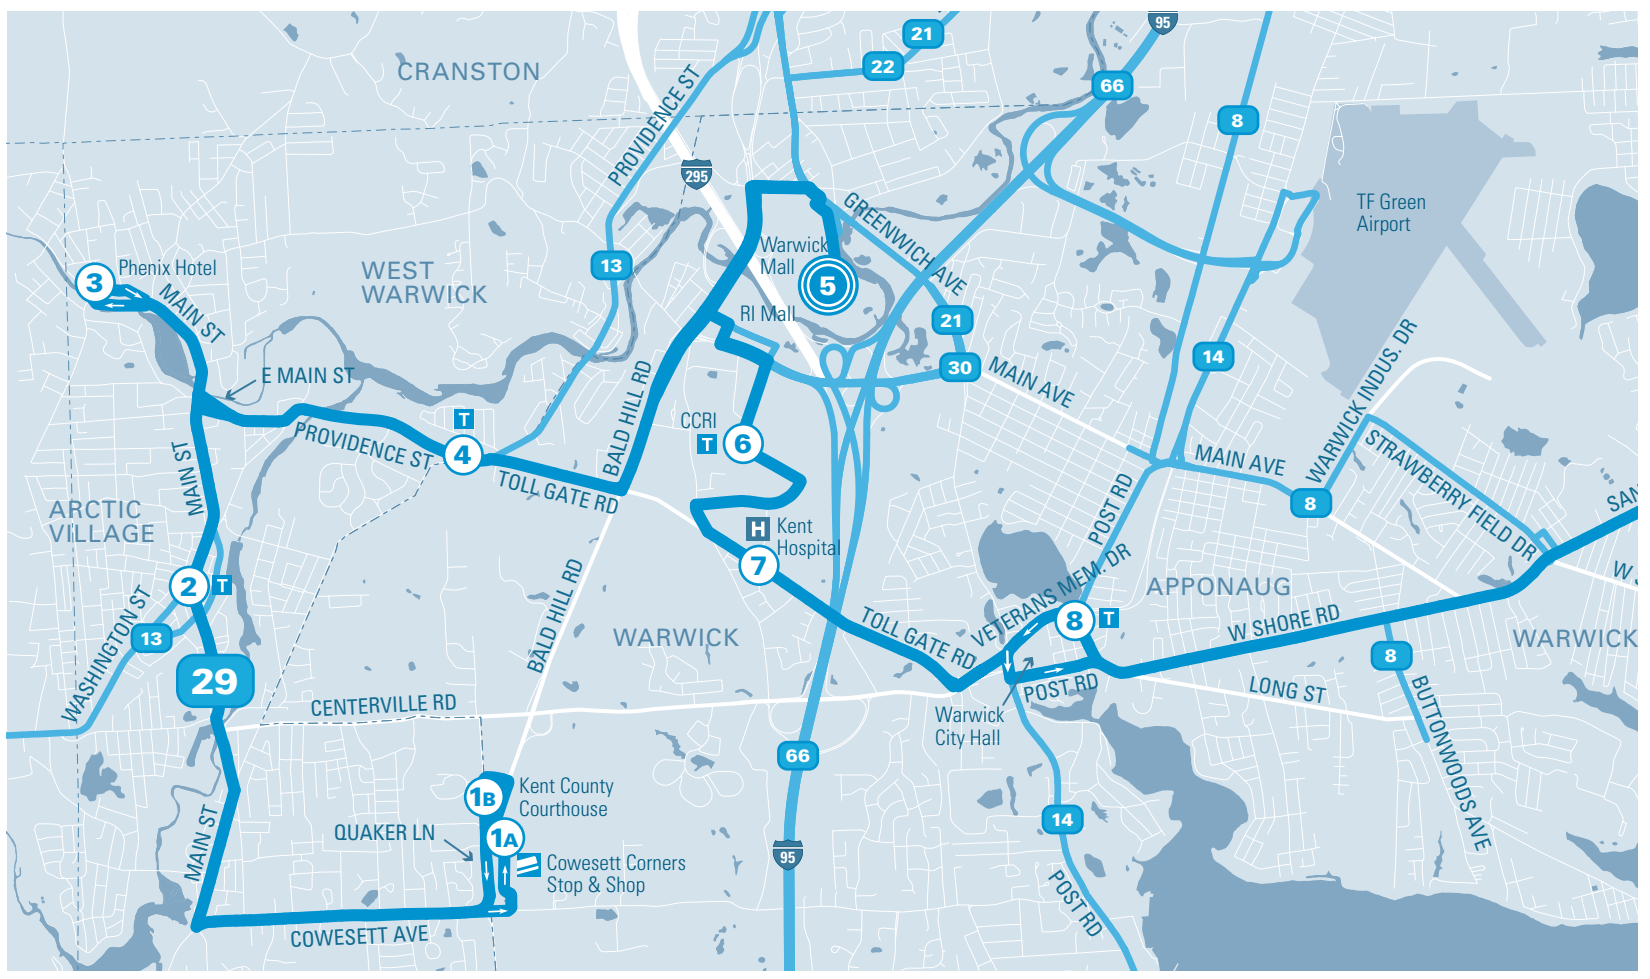 95
21
22
CRANSTON
66
PROVIDENCE ST
8
295
TF Green
Airport
GREENWICH AVE
Warwick
Mall
13
Phenix Hotel
3
WEST
WARWICK
5
MAIN ST
RI Mall
21
14
WARWICK INDUS. DR
30
MAIN AVE
E MAIN ST
BALD HILL RD
CCRI
T
6
T
4
PROVIDENCE ST
MAIN ST
TOLL GATE RD
MAIN AVE
STRAWBERRY FIELD DR
8
SAN
ARCTIC
VILLAGE
POST RD
H
Kent
Hospital
7
2
T
BALD HILL RD
VETERANS MEM. DR
APPONAUG
W S
WASHINGTON ST
13
WARWICK
TOLL GATE RD
8
T
W SHORE RD
WARWICK
8
29
CENTERVILLE RD
POST RD
LONG ST
Warwick
City Hall
BUTTONWOODS AVE
66
1B
Kent County
Courthouse
14
MAIN ST
QUAKER LN
1A
95
Cowesett Corners
Stop & Shop
POST RD
COWESETT AVE